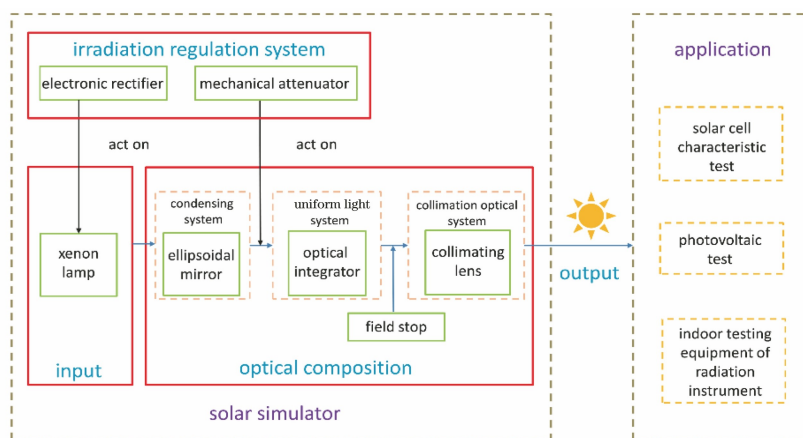 irradiation regulation system
electronic rectifier
mechanical attenuator
act on
act on
condensing
system
uniform light
system
collimation optical
system
xenon
lamp
ellipsoidal
mirror
optical
integrator
collimating
lens
field stop
input
optical composition
solar simulator
output
application
solar cell
characteristic
test
photovoltaic
test
indoor testing
equipment of
radiation
instrument